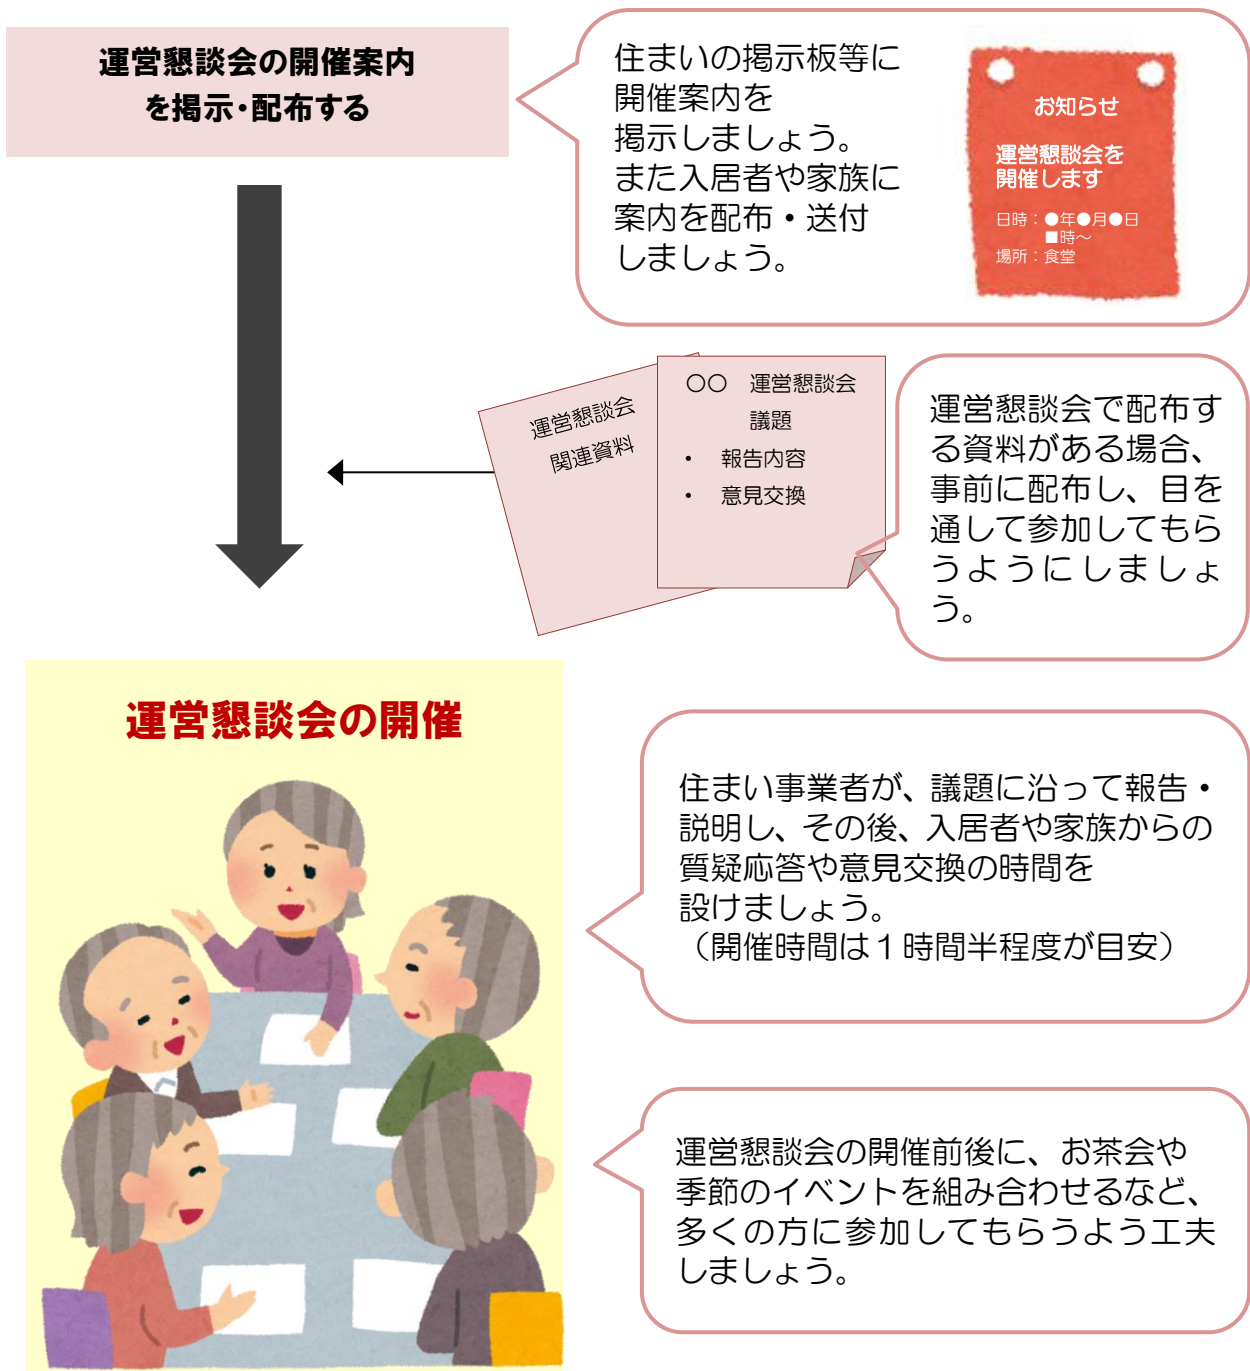 運営懇談会の開催案内
を掲示・配布する
住まいの掲示板等に
開催案内を
掲示しましょう。
また入居者や家族に
案内を配布・送付
しましょう。
お知らせ
運営懇談会を
開催します
日時：●年●月●日
■時～
場所：食堂
運営懇談会
関連資料
〇〇　運営懇談会
議題
・ 報告内容
・ 意見交換
運営懇談会で配布す
る資料がある場合、
事前に配布し、目を
通して参加してもら
うようにしましょ
う。
運営懇談会の開催
住まい事業者が、議題に沿って報告・
説明し、その後、入居者や家族からの
質疑応答や意見交換の時間を
設けましょう。
（開催時間は１時間半程度が目安）
運営懇談会の開催前後に、お茶会や
季節のイベントを組み合わせるなど、
多くの方に参加してもらうよう工夫
しましょう。